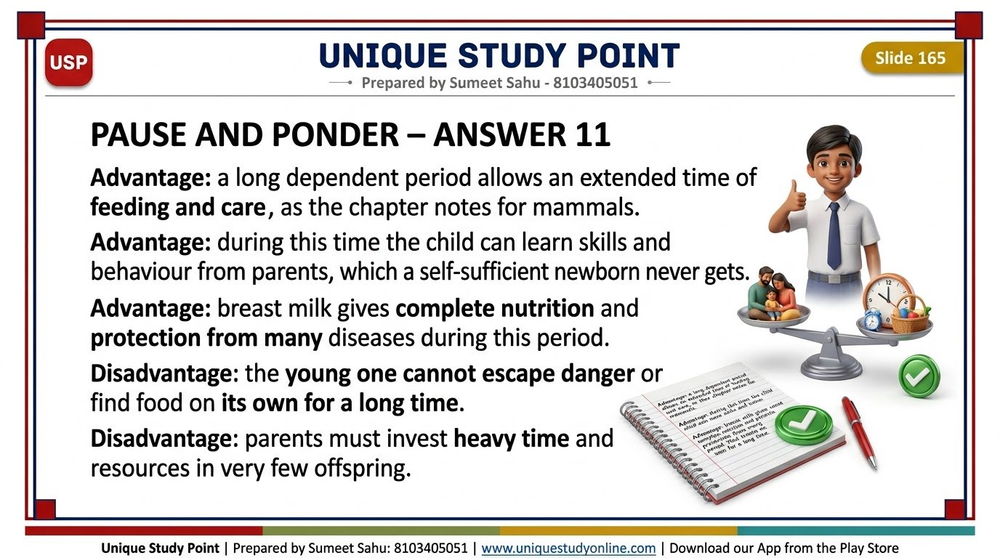 USP
UNIQUE STUDY POINT
Prepared by Sumeet Sahu - 8103405051
Slide 165
PAUSE AND PONDER – ANSWER 11
Advantage: a long dependent period allows an extended time of
feeding and care, as the chapter notes for mammals.
Advantage: during this time the child can learn skills and
behaviour from parents, which a self-sufficient newborn never gets.
Advantage: breast milk gives complete nutrition and
protection from many diseases during this period.
Disadvantage: the young one cannot escape danger or
find food on its own for a long time.
Disadvantage: parents must invest heavy time and
resources in very few offspring.
Unique Study Point | Prepared by Sumeet Sahu: 8103405051 | www.uniquestudyonline.com | Download our App from the Play Store